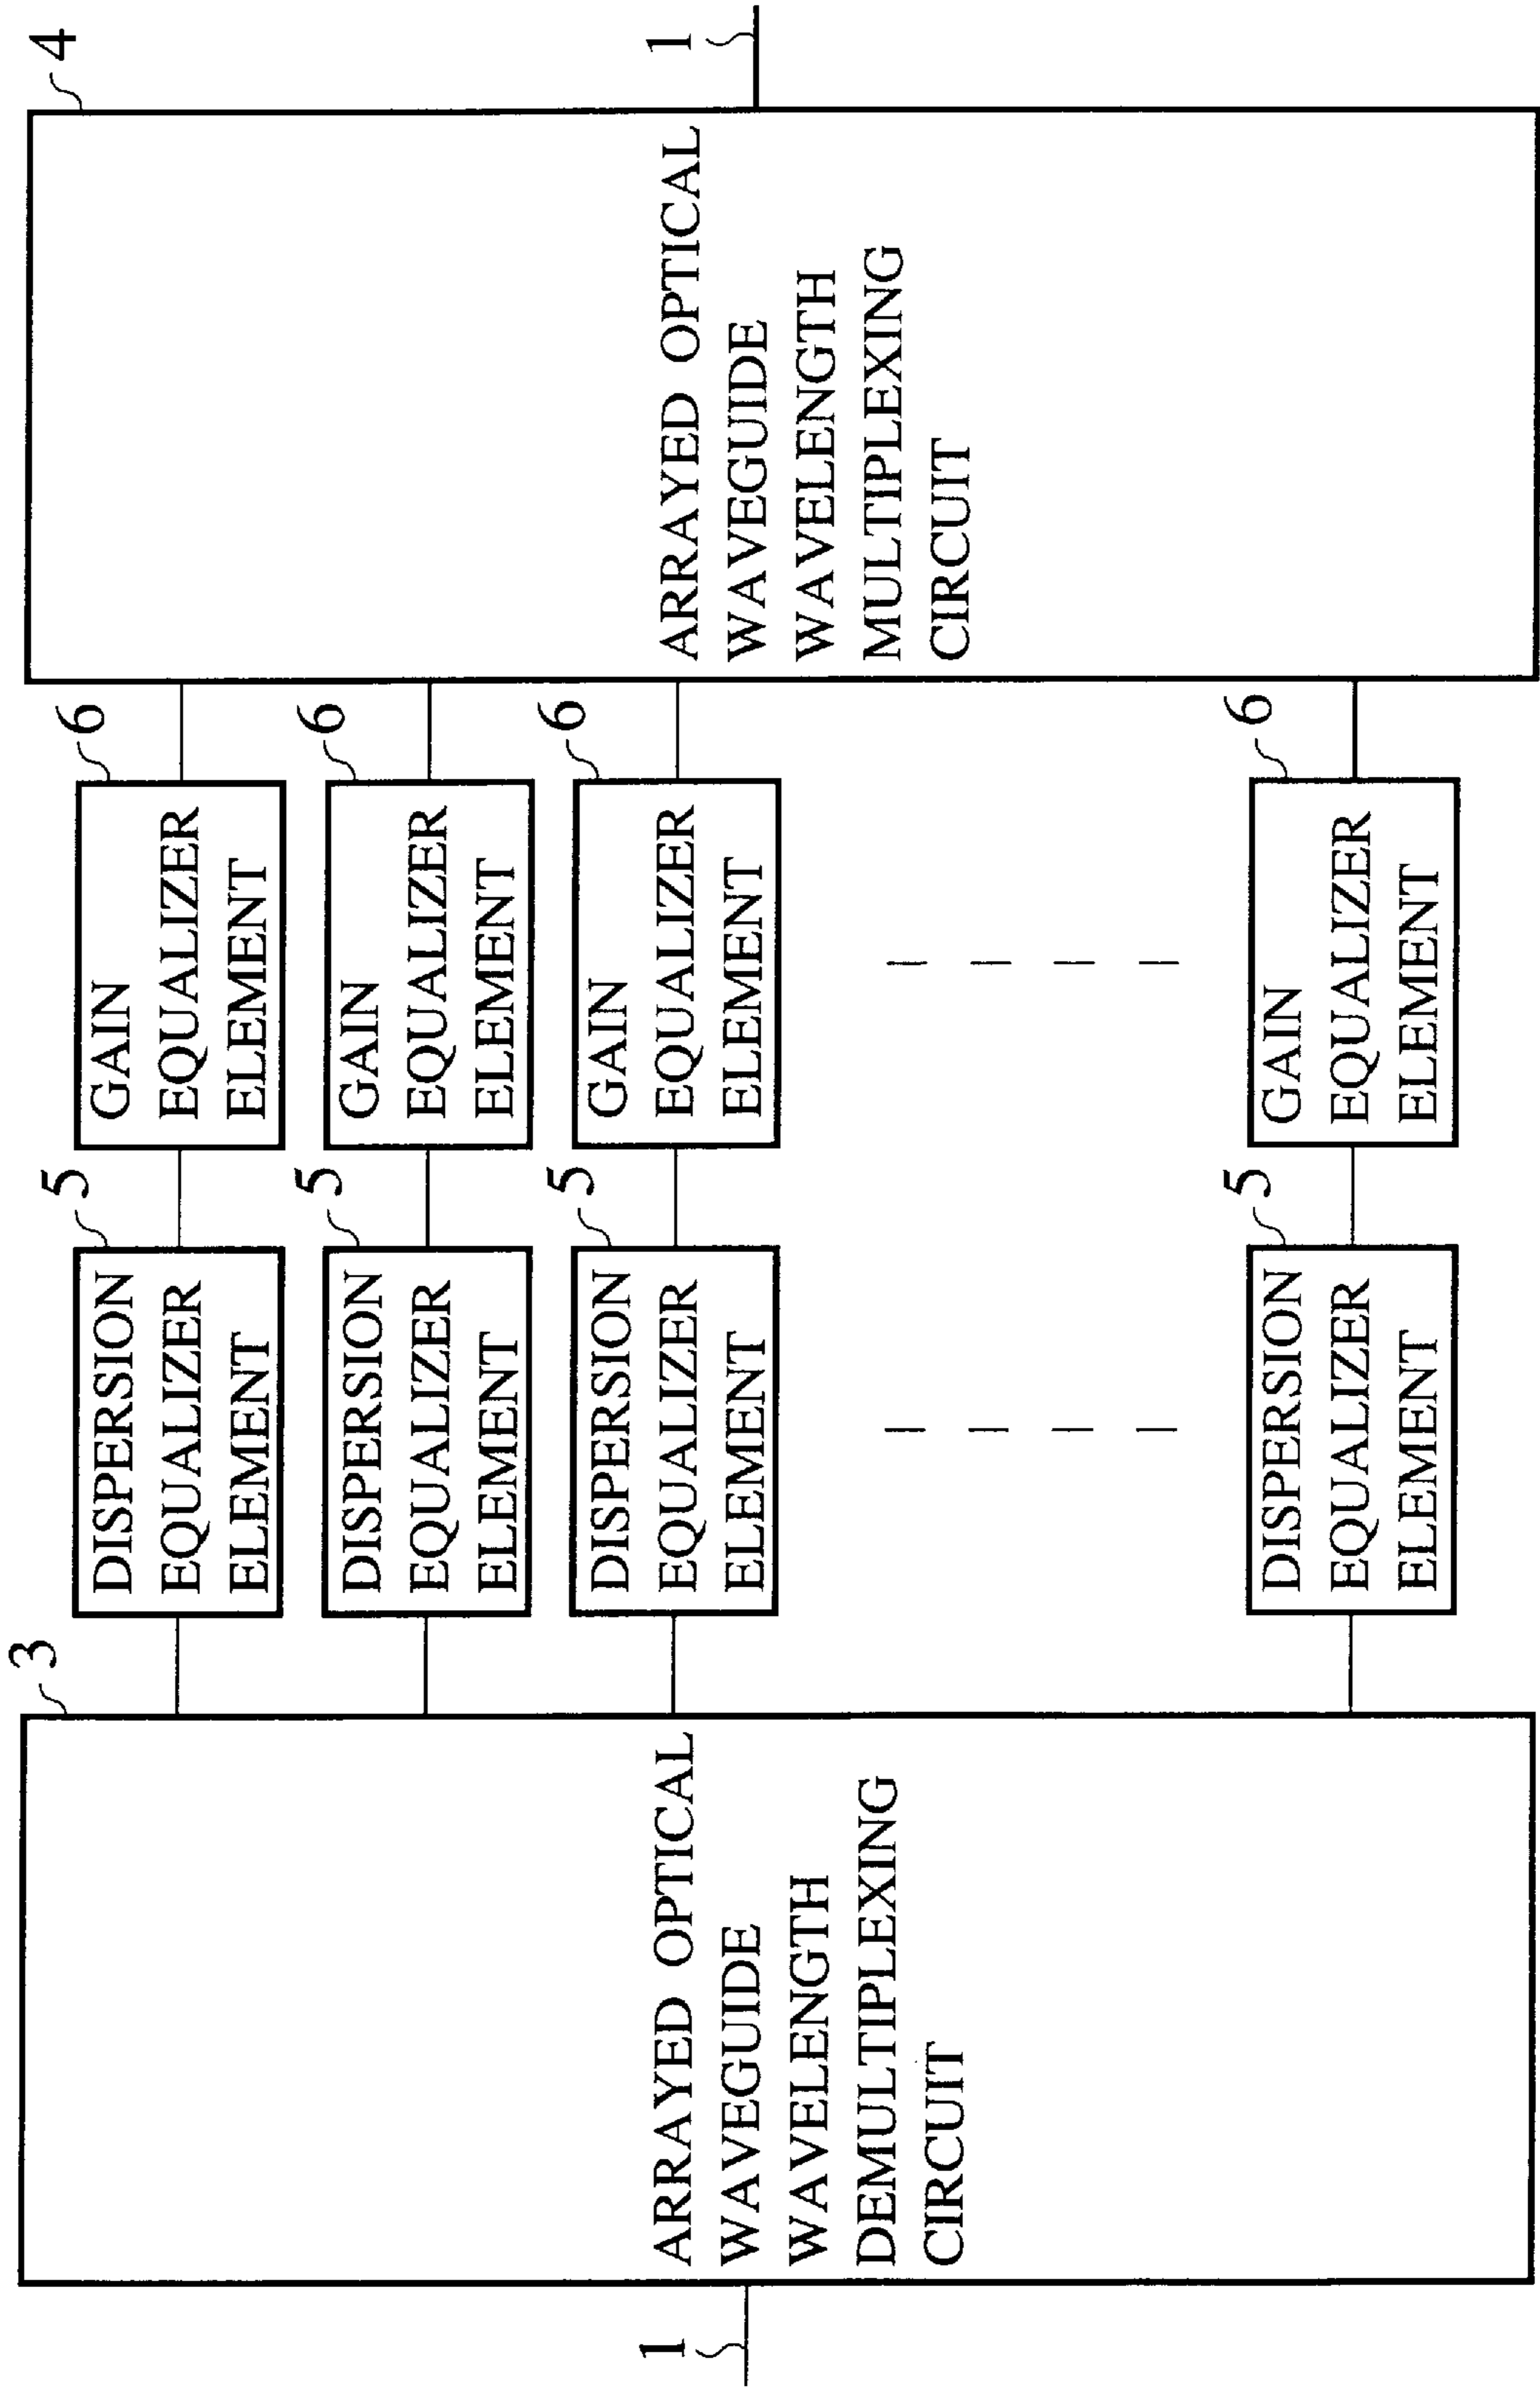 1
3
ARRAYED OPTICAL
WAVEGUIDE
WAVELENGTH
DEMULTIPLEXING
CIRCUIT
5
DISPERSION
EQUALIZER
ELEMENT
6
GAIN
EQUALIZER
ELEMENT
5
DISPERSION
EQUALIZER
ELEMENT
6
GAIN
EQUALIZER
ELEMENT
5
DISPERSION
EQUALIZER
ELEMENT
6
GAIN
EQUALIZER
ELEMENT
5
DISPERSION
EQUALIZER
ELEMENT
6
GAIN
EQUALIZER
ELEMENT
4
ARRAYED OPTICAL
WAVEGUIDE
WAVELENGTH
MULTIPLEXING
CIRCUIT
1